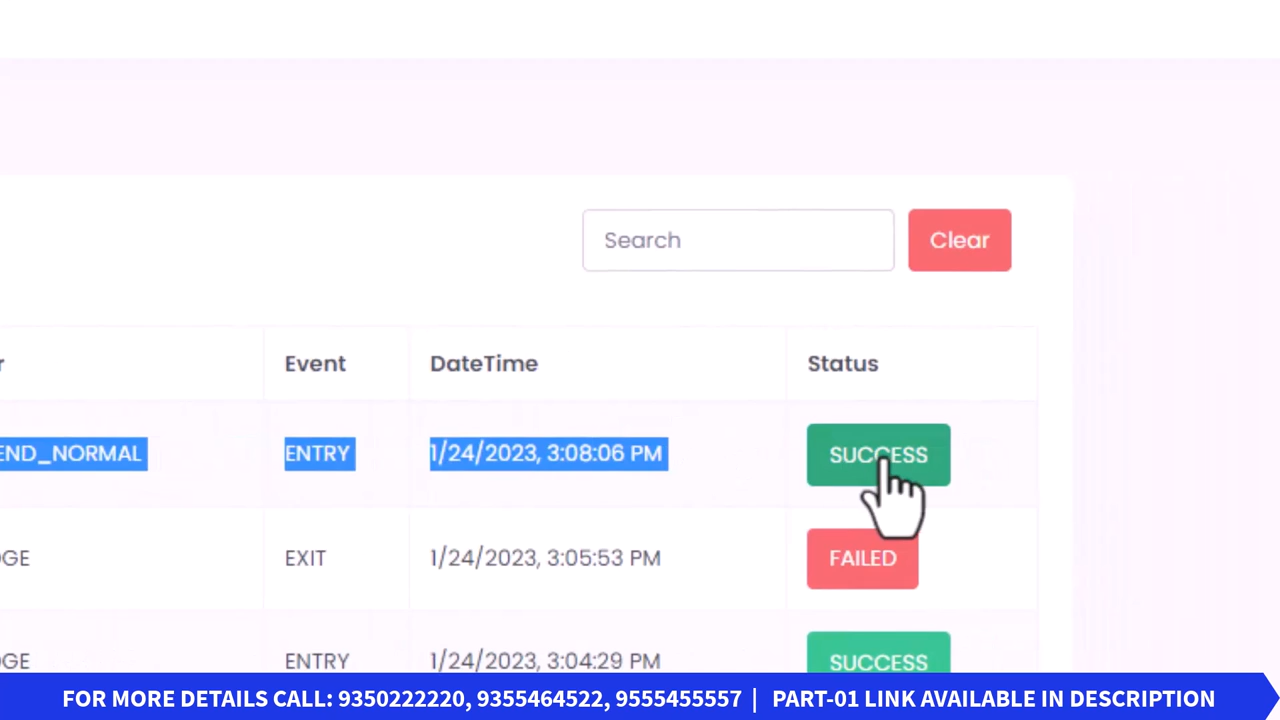 Search Clear
Event DateTime Status
END_NORMAL ENTRY 1/24/2023, 3:08:06 PM SUCCESS
EXIT 1/24/2023, 3:05:53 PM FAILED
ENTRY 1/24/2023, 3:04:29 PM SUCCESS
FOR MORE DETAILS CALL: 9350222220, 9355464522, 9555455557 | PART-01 LINK AVAILABLE IN DESCRIPTION